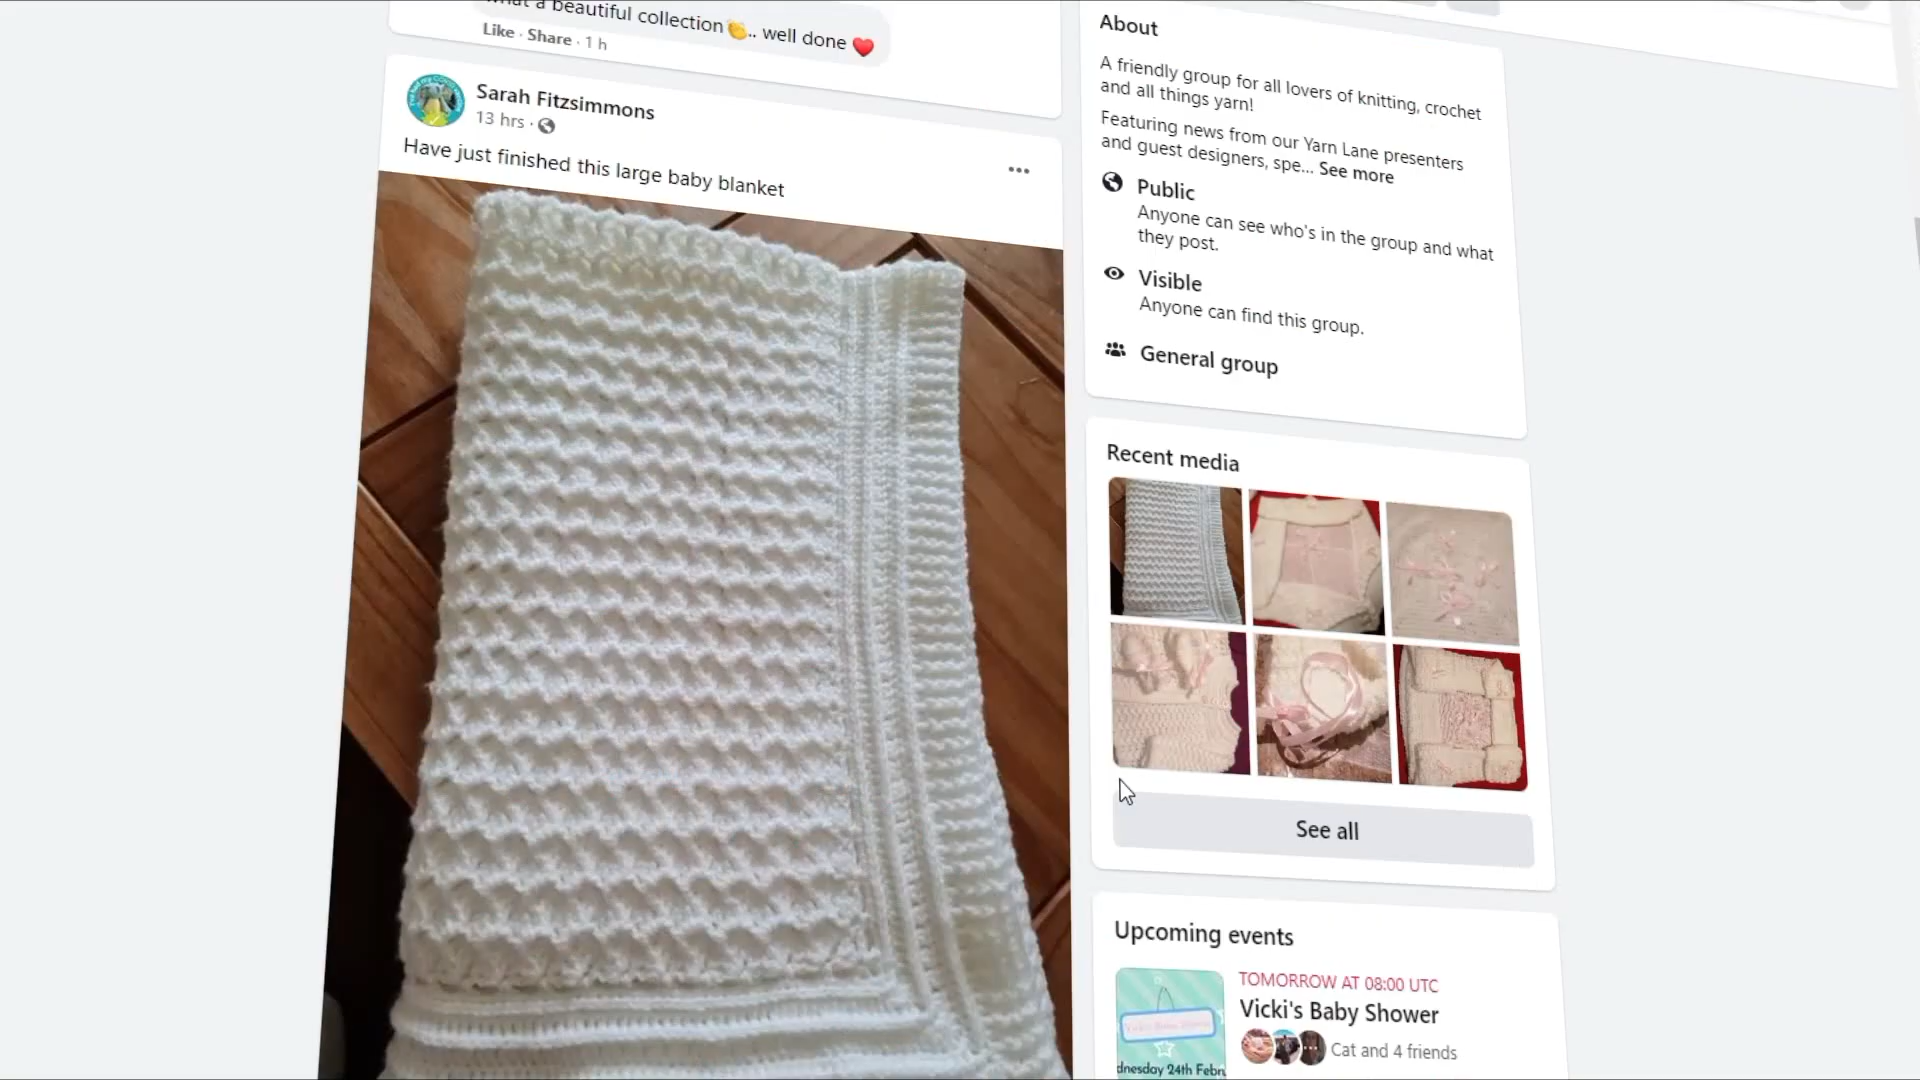 a beautiful collection👏.. well done ❤️
Like · Share · 1 h
Sarah Fitzsimmons
13 hrs ·
Have just finished this large baby blanket
About
A friendly group for all lovers of knitting, crochet
and all things yarn!
Featuring news from our Yarn Lane presenters
and guest designers, spe... See more
Public
Anyone can see who's in the group and what
they post.
Visible
Anyone can find this group.
General group
Recent media
See all
Upcoming events
TOMORROW AT 08:00 UTC
Vicki's Baby Shower
Cat and 4 friends
dnesday 24th Febru